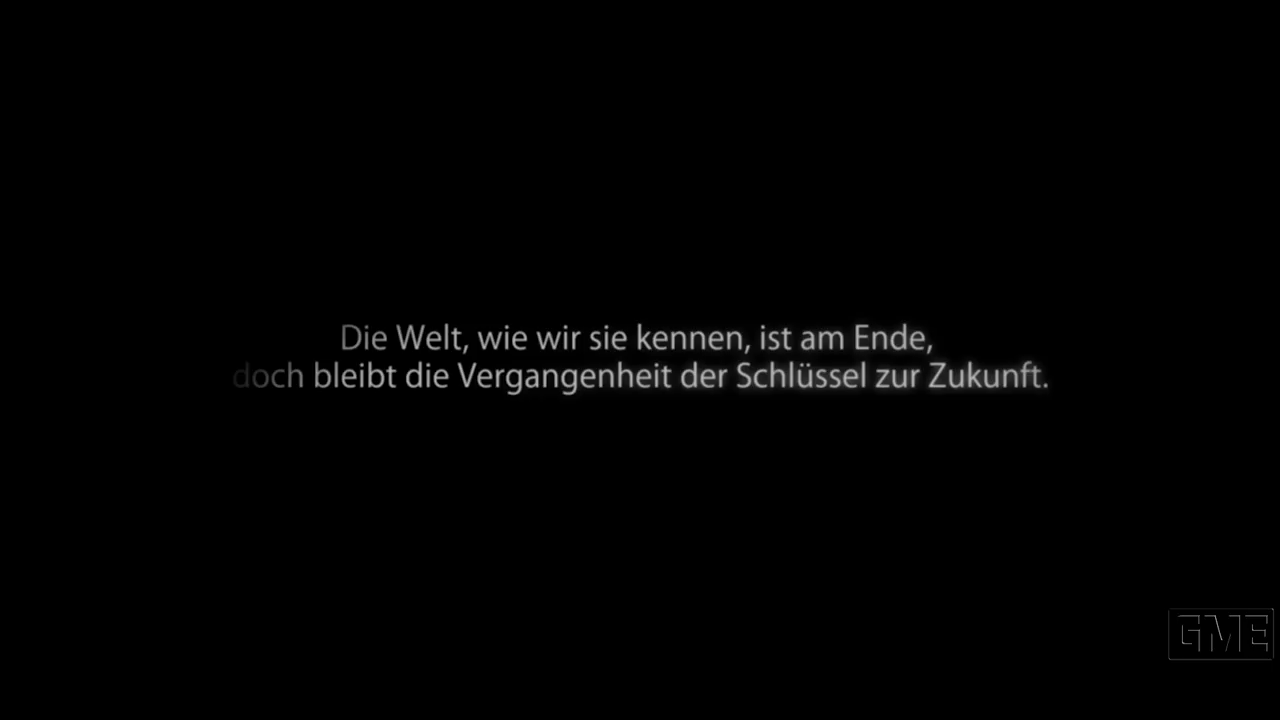 Die Welt, wie wir sie kennen, ist am Ende,
doch bleibt die Vergangenheit der Schlüssel zur Zukunft.
GME